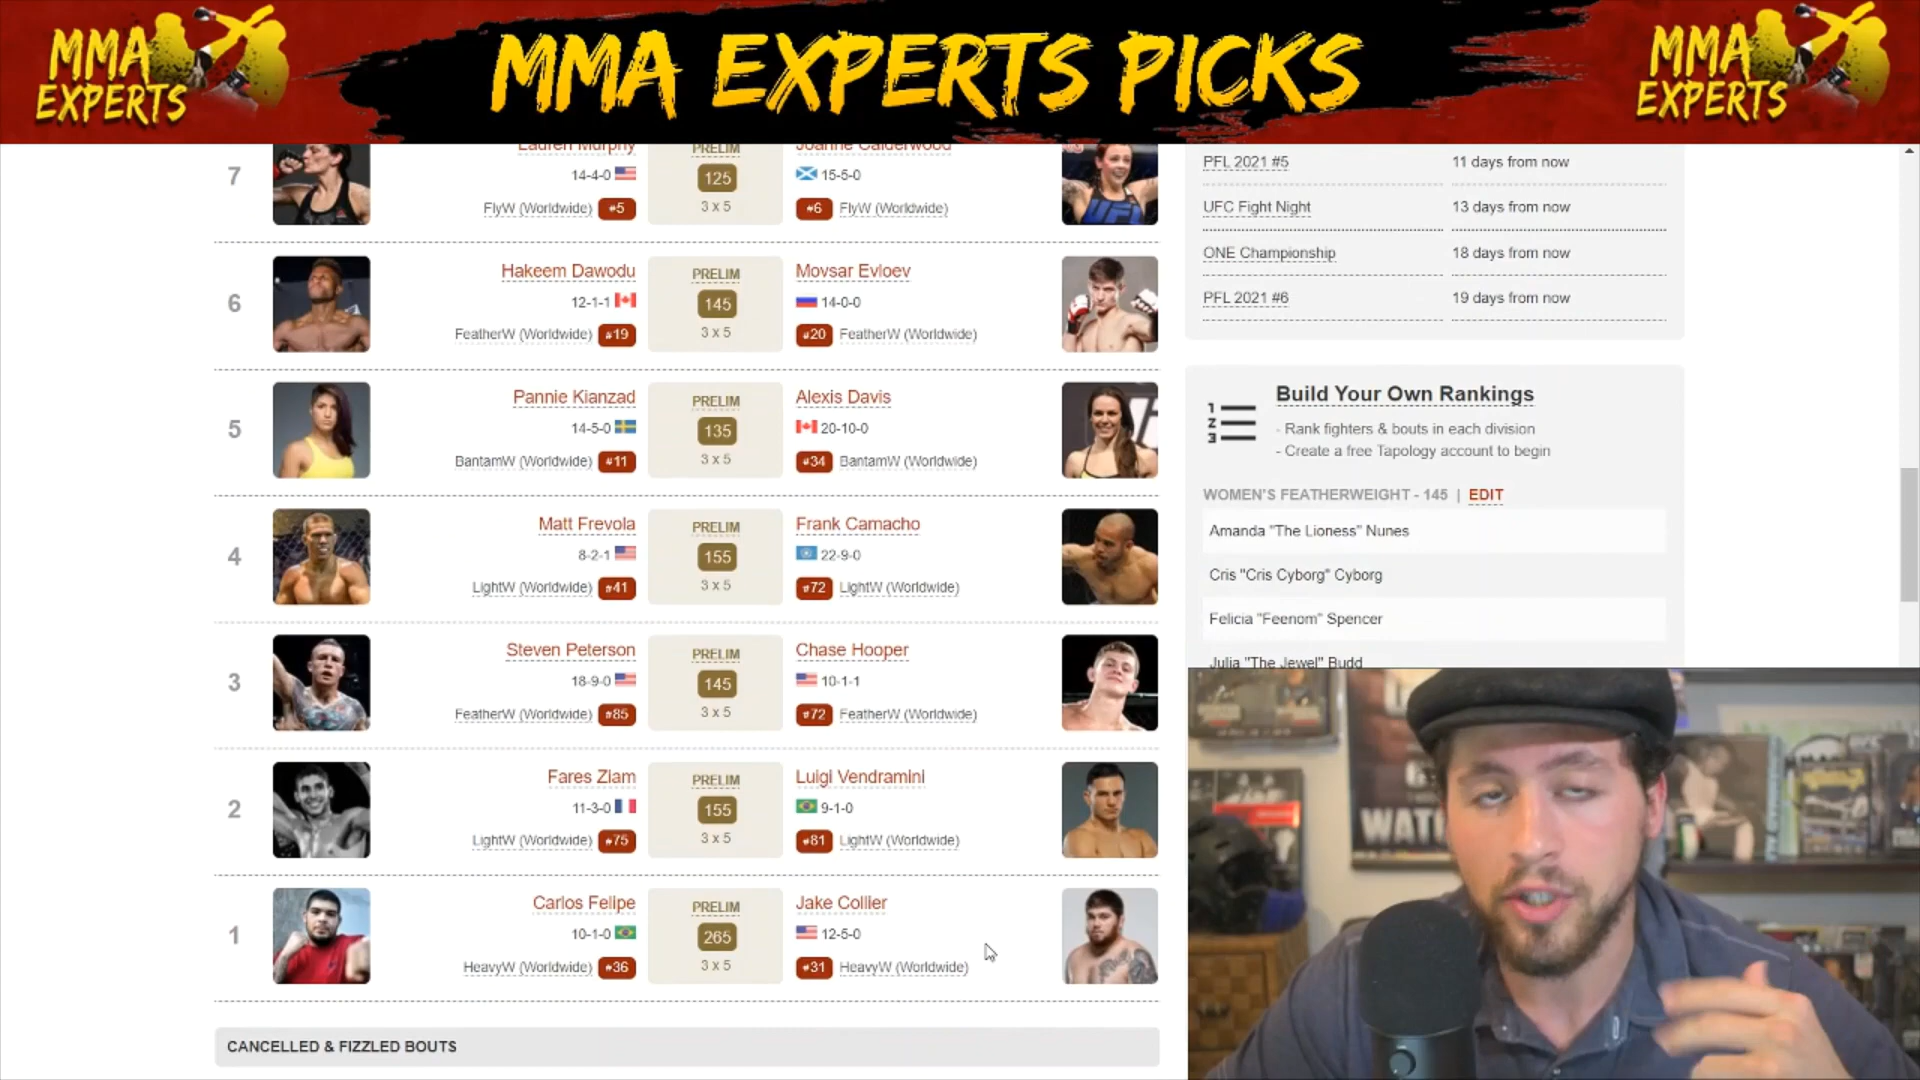 MMA EXPERTS
MMA EXPERTS PICKS
MMA EXPERTS
7
Lauren Murphy
14-4-0
FlyW (Worldwide) #5
PRELIM
125
3 x 5
Joanne Calderwood
15-5-0
#6 FlyW (Worldwide)
6
Hakeem Dawodu
12-1-1
FeatherW (Worldwide) #19
PRELIM
145
3 x 5
Movsar Evloev
14-0-0
#20 FeatherW (Worldwide)
5
Pannie Kianzad
14-5-0
BantamW (Worldwide) #11
PRELIM
135
3 x 5
Alexis Davis
20-10-0
#34 BantamW (Worldwide)
4
Matt Frevola
8-2-1
LightW (Worldwide) #41
PRELIM
155
3 x 5
Frank Camacho
22-9-0
#72 LightW (Worldwide)
3
Steven Peterson
18-9-0
FeatherW (Worldwide) #85
PRELIM
145
3 x 5
Chase Hooper
10-1-1
#72 FeatherW (Worldwide)
2
Fares Ziam
11-3-0
LightW (Worldwide) #75
PRELIM
155
3 x 5
Luigi Vendramini
9-1-0
#81 LightW (Worldwide)
1
Carlos Felipe
10-1-0
HeavyW (Worldwide) #36
PRELIM
265
3 x 5
Jake Collier
12-5-0
#31 HeavyW (Worldwide)
CANCELLED & FIZZLED BOUTS
PFL 2021 #5 11 days from now
UFC Fight Night 13 days from now
ONE Championship 18 days from now
PFL 2021 #6 19 days from now
1
2
3
Build Your Own Rankings
- Rank fighters & bouts in each division
- Create a free Tapology account to begin
WOMEN'S FEATHERWEIGHT - 145 | EDIT
Amanda "The Lioness" Nunes
Cris "Cris Cyborg" Cyborg
Felicia "Feenom" Spencer
Julia "The Jewel" Budd